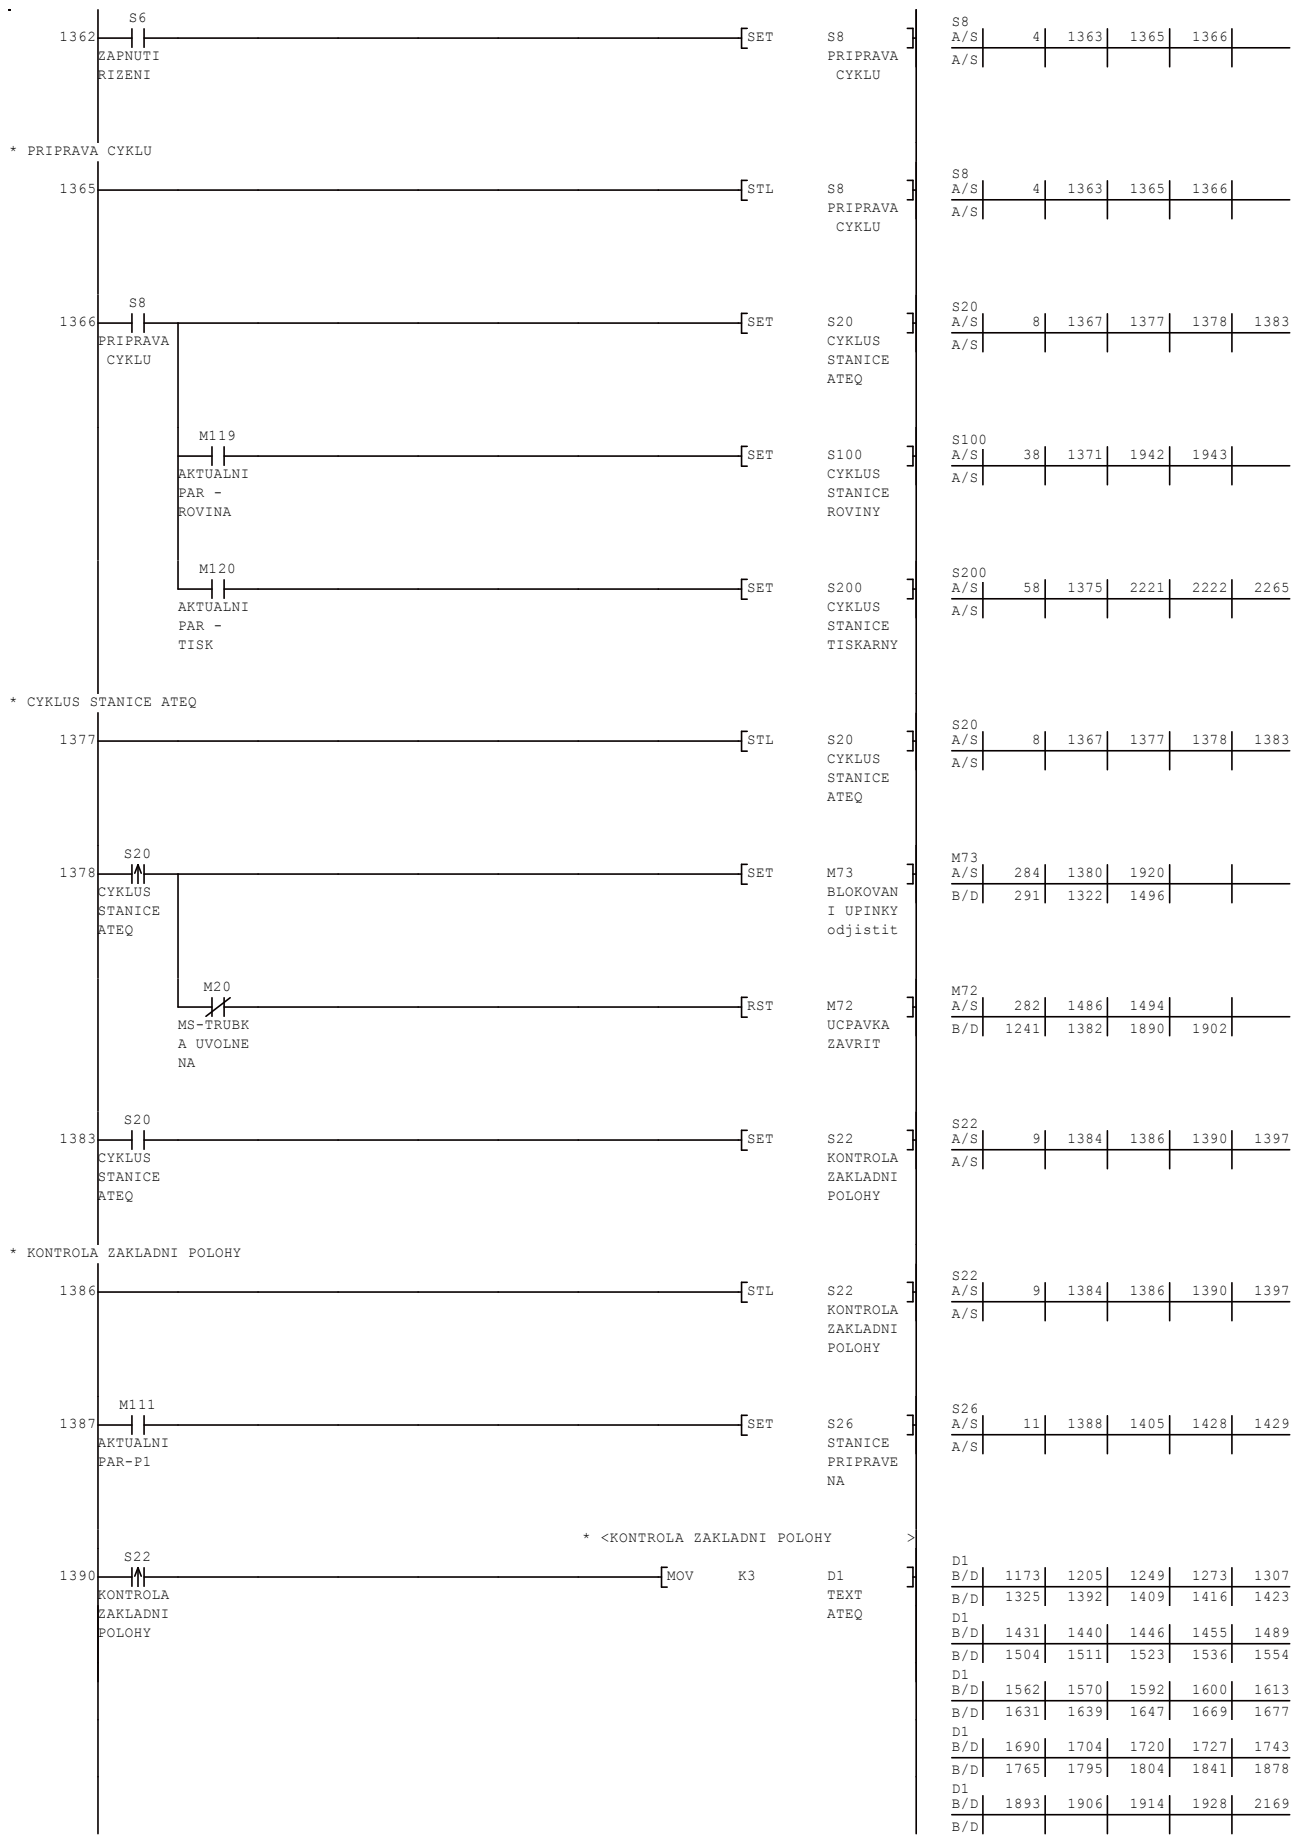 S6
1362 [SET S8 ]
ZAPNUTI PRIPRAVA
RIZENI CYKLU
S8
A/S 4 1363 1365 1366
A/S
* PRIPRAVA CYKLU
1365 [STL S8 ]
PRIPRAVA
CYKLU
S8
A/S 4 1363 1365 1366
A/S
S8
1366 [SET S20 ]
PRIPRAVA CYKLUS
CYKLU STANICE
ATEQ
S20
A/S 8 1367 1377 1378 1383
A/S
M119
[SET S100 ]
AKTUALNI CYKLUS
PAR - STANICE
ROVINA ROVINY
S100
A/S 38 1371 1942 1943
A/S
M120
[SET S200 ]
AKTUALNI CYKLUS
PAR - STANICE
TISK TISKARNY
S200
A/S 58 1375 2221 2222 2265
A/S
* CYKLUS STANICE ATEQ
1377 [STL S20 ]
CYKLUS
STANICE
ATEQ
S20
A/S 8 1367 1377 1378 1383
A/S
S20
1378 [SET M73 ]
CYKLUS BLOKOVAN
STANICE I UPINKY
ATEQ odjistit
M73
A/S 284 1380 1920
B/D 291 1322 1496
M20
[RST M72 ]
MS-TRUBK UCPAVKA
A UVOLNE ZAVRIT
NA
M72
A/S 282 1486 1494
B/D 1241 1382 1890 1902
S20
1383 [SET S22 ]
CYKLUS KONTROLA
STANICE ZAKLADNI
ATEQ POLOHY
S22
A/S 9 1384 1386 1390 1397
A/S
* KONTROLA ZAKLADNI POLOHY
1386 [STL S22 ]
KONTROLA
ZAKLADNI
POLOHY
S22
A/S 9 1384 1386 1390 1397
A/S
M111
1387 [SET S26 ]
AKTUALNI STANICE
PAR-P1 PRIPRAVE
NA
S26
A/S 11 1388 1405 1428 1429
A/S
* <KONTROLA ZAKLADNI POLOHY >
S22
1390 [MOV K3 D1 ]
KONTROLA TEXT
ZAKLADNI ATEQ
POLOHY
D1
B/D 1173 1205 1249 1273 1307
B/D 1325 1392 1409 1416 1423
D1
B/D 1431 1440 1446 1455 1489
B/D 1504 1511 1523 1536 1554
D1
B/D 1562 1570 1592 1600 1613
B/D 1631 1639 1647 1669 1677
D1
B/D 1690 1704 1720 1727 1743
B/D 1765 1795 1804 1841 1878
D1
B/D 1893 1906 1914 1928 2169
B/D